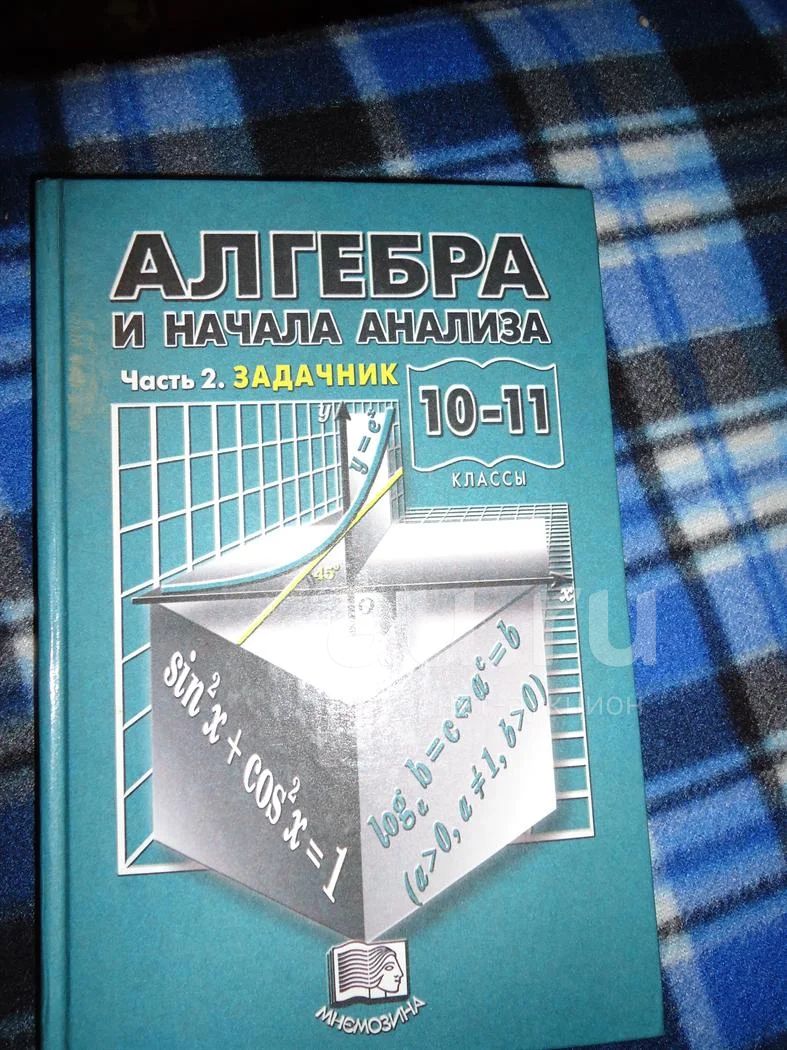 АЛГЕБРА
И НАЧАЛА АНАЛИЗА
Часть 2. ЗАДАЧНИК
10-11
КЛАССЫ
y
y = eˣ
45°
x
sin²x + cos²x = 1
logₐb = c ⇔ aᶜ = b
(a>0, a≠1, b>0)
МНЕМОЗИНА